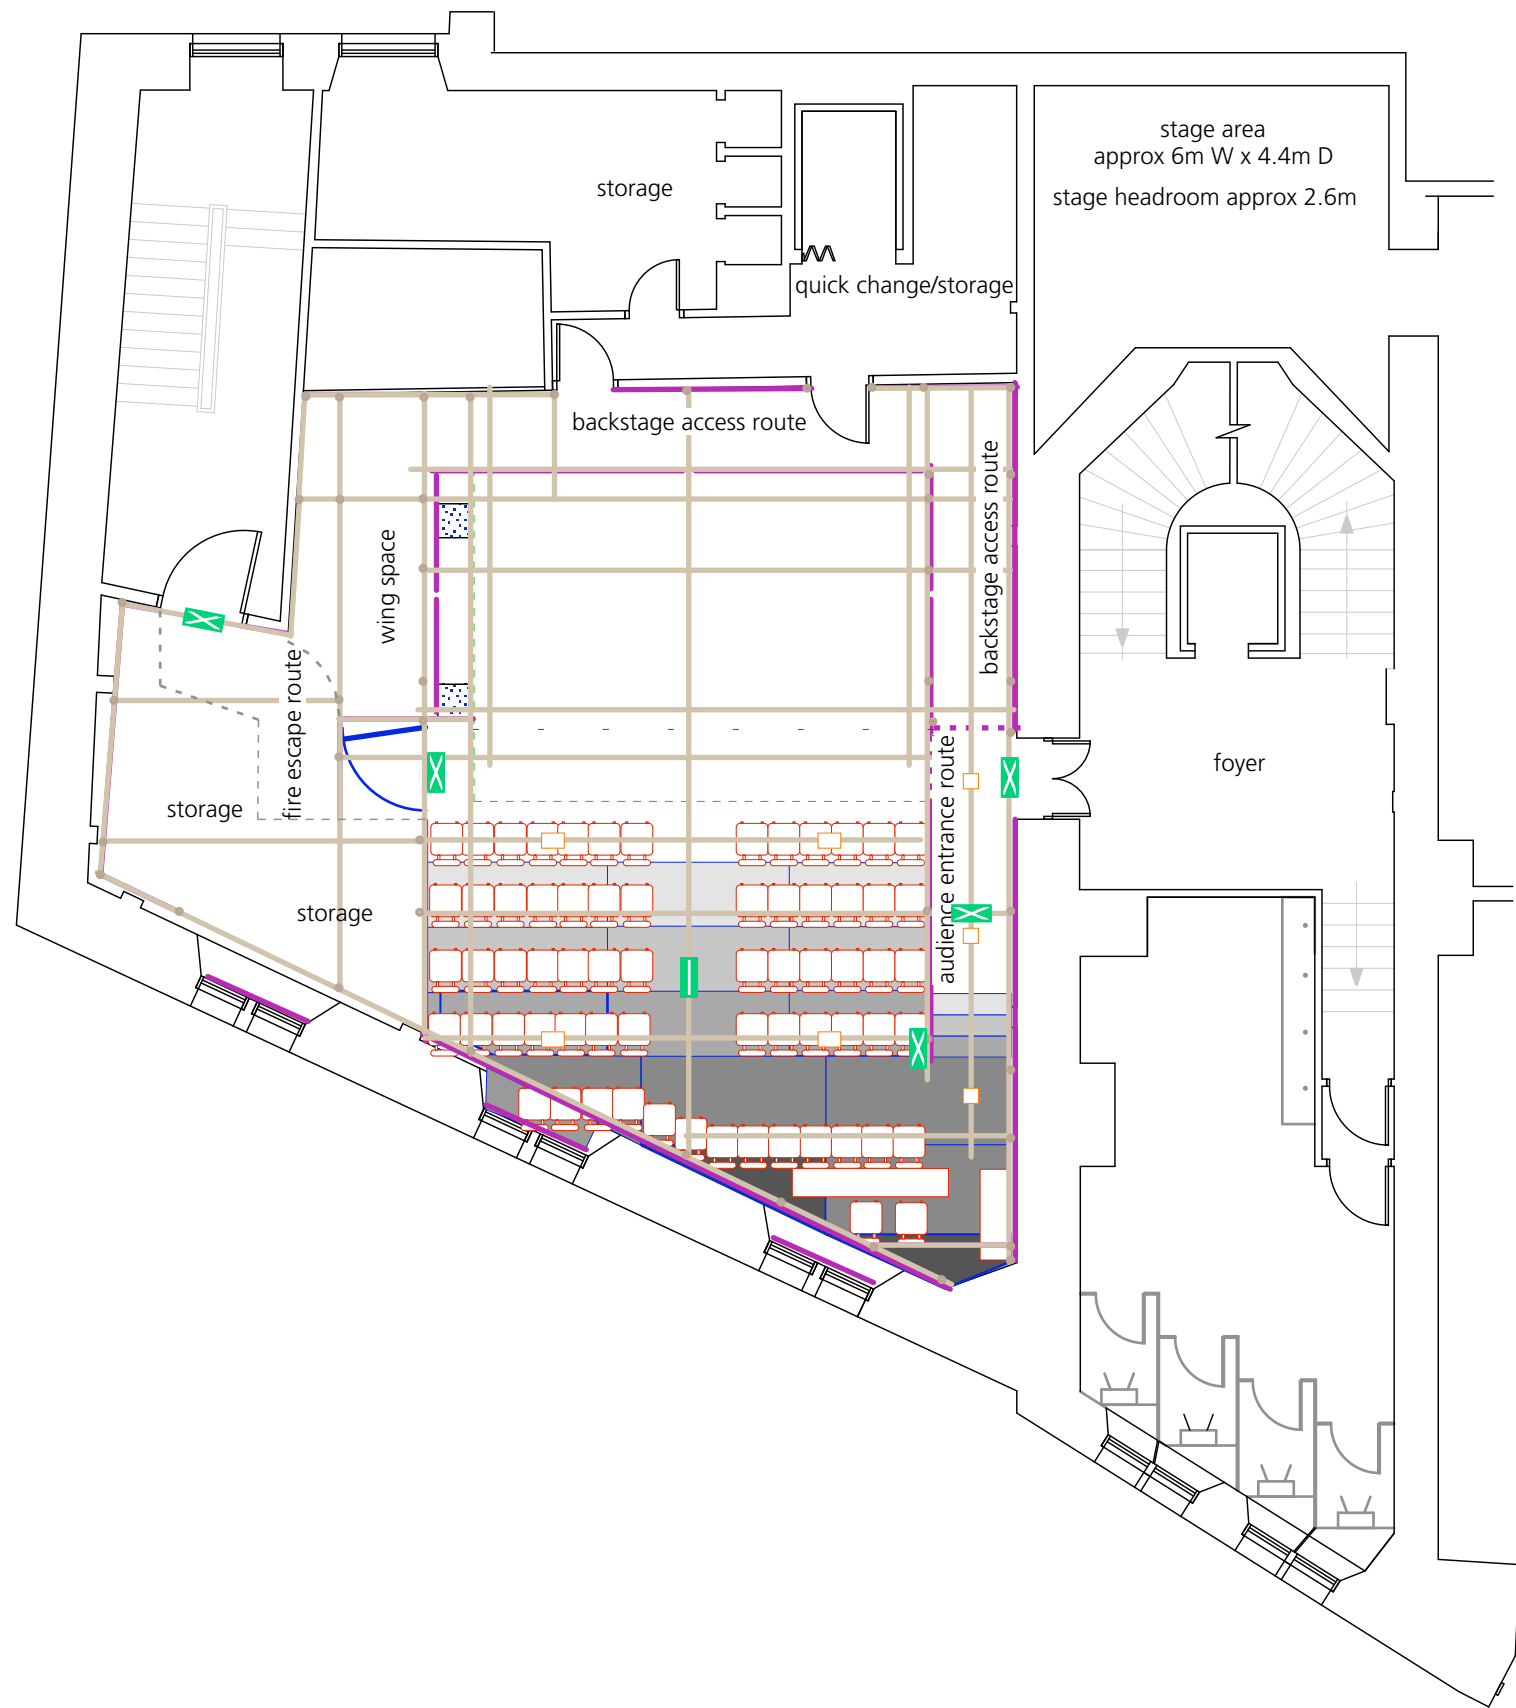 stage area
approx 6m W x 4.4m D
stage headroom approx 2.6m
storage
quick change/storage
backstage access route
backstage access route
wing space
fire escape route
storage
audience entrance route
foyer
storage